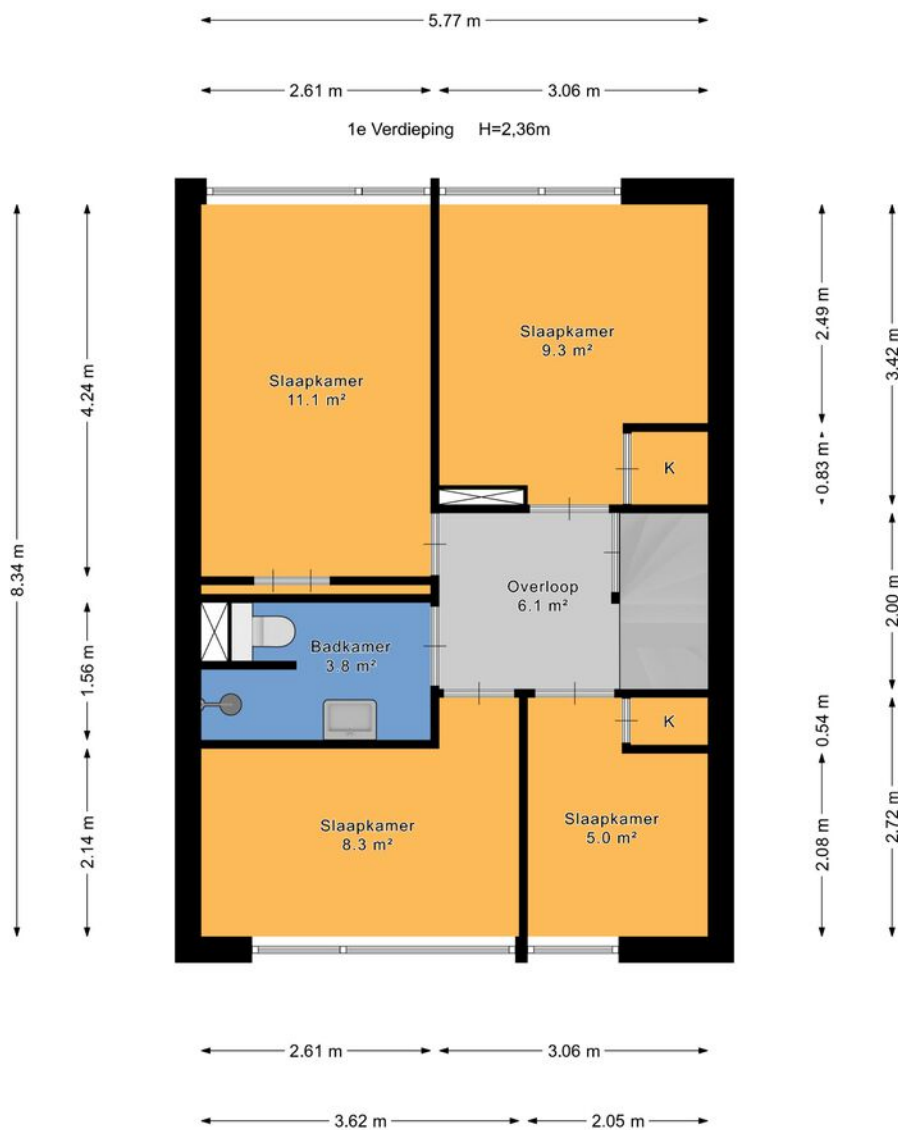 5.77 m
2.61 m
3.06 m
1e Verdieping H=2,36m
8.34 m
4.24 m
1.56 m
2.14 m
Slaapkamer
11.1 m²
Slaapkamer
9.3 m²
K
Overloop
6.1 m²
Badkamer
3.8 m²
K
Slaapkamer
8.3 m²
Slaapkamer
5.0 m²
2.49 m
0.83 m
0.54 m
2.08 m
3.42 m
2.00 m
2.72 m
2.61 m
3.06 m
3.62 m
2.05 m